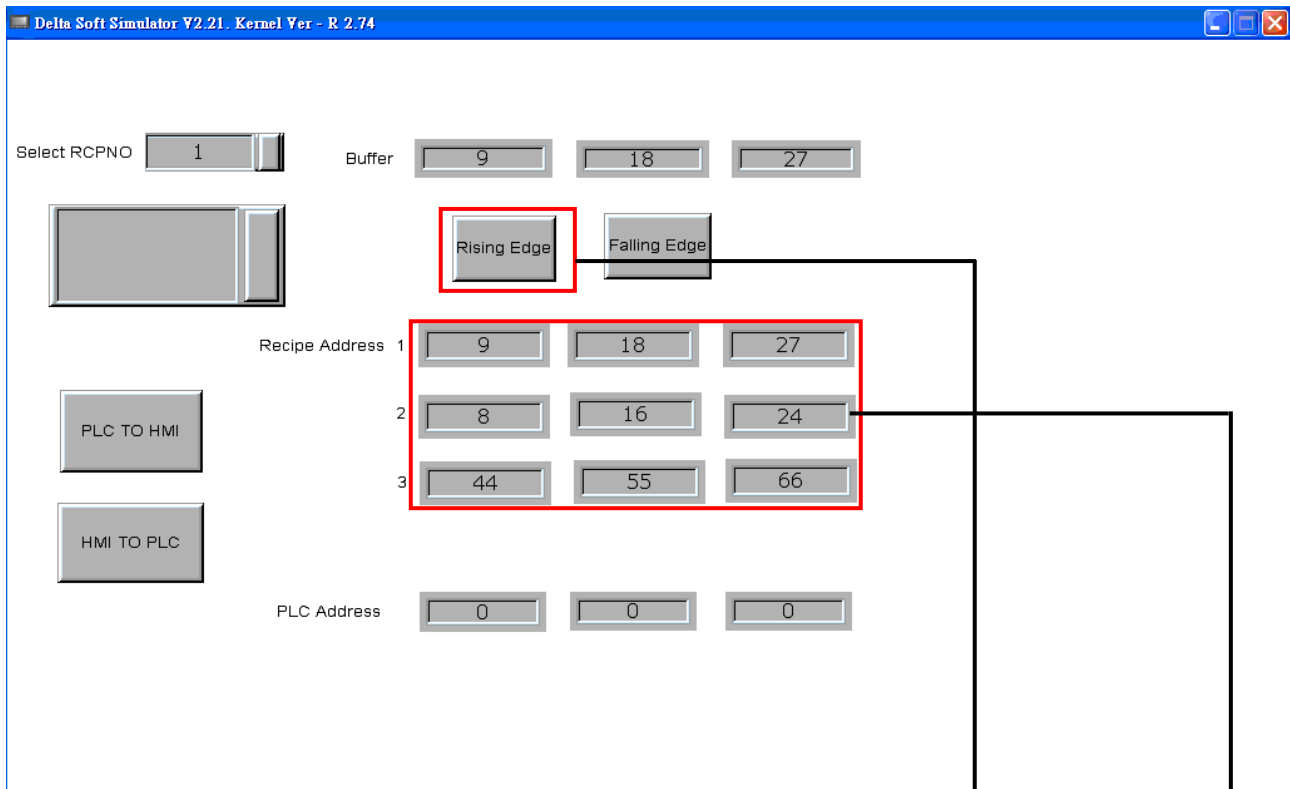 Delta Soft Simulator V2.21. Kernel Ver - R 2.74
Select RCPNO 1 Buffer 9 18 27
Rising Edge Falling Edge
Recipe Address 1 9 18 27
2 8 16 24
PLC TO HMI
3 44 55 66
HMI TO PLC
PLC Address 0 0 0